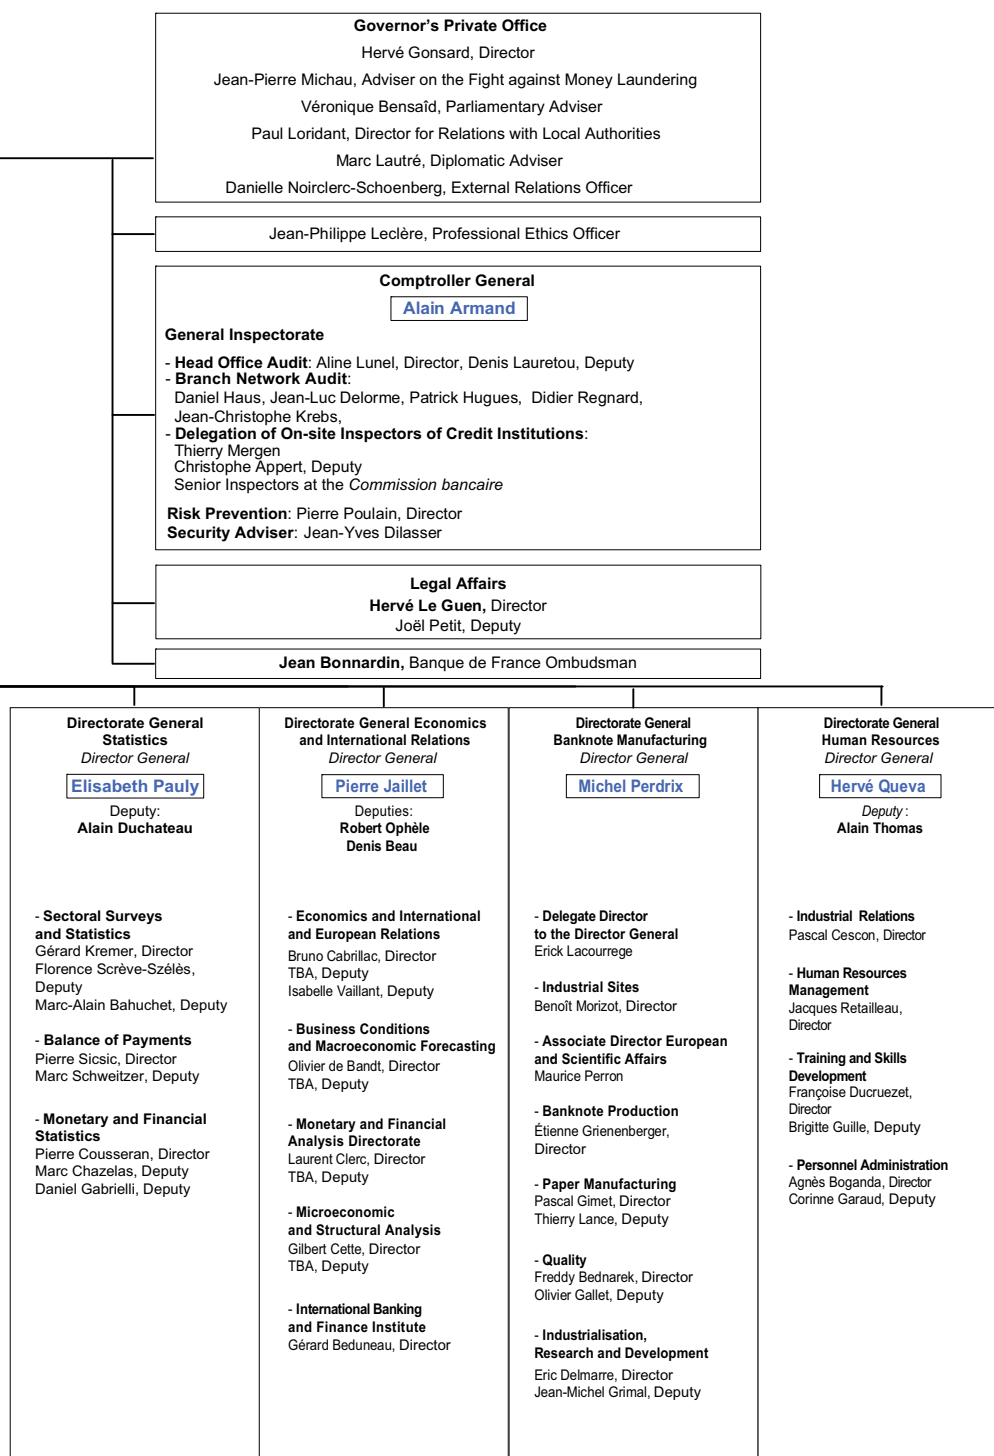 Governor's Private Office
Hervé Gonsard, Director
Jean-Pierre Michau, Adviser on the Fight against Money Laundering
Véronique Bensaîd, Parliamentary Adviser
Paul Loridant, Director for Relations with Local Authorities
Marc Lautré, Diplomatic Adviser
Danielle Noirclerc-Schoenberg, External Relations Officer
Jean-Philippe Leclère, Professional Ethics Officer
Comptroller General
Alain Armand
General Inspectorate
- Head Office Audit: Aline Lunel, Director, Denis Lauretou, Deputy
- Branch Network Audit:
Daniel Haus, Jean-Luc Delorme, Patrick Hugues, Didier Regnard,
Jean-Christophe Krebs,
- Delegation of On-site Inspectors of Credit Institutions:
Thierry Mergen
Christophe Appert, Deputy
Senior Inspectors at the Commission bancaire
Risk Prevention: Pierre Poulain, Director
Security Adviser: Jean-Yves Dilasser
Legal Affairs
Hervé Le Guen, Director
Joël Petit, Deputy
Jean Bonnardin, Banque de France Ombudsman
Directorate General
Statistics
Director General
Elisabeth Pauly
Deputy:
Alain Duchateau
- Sectoral Surveys
and Statistics
Gérard Kremer, Director
Florence Scrève-Szélès,
Deputy
Marc-Alain Bahuchet, Deputy
- Balance of Payments
Pierre Sicsic, Director
Marc Schweitzer, Deputy
- Monetary and Financial
Statistics
Pierre Cousseran, Director
Marc Chazelas, Deputy
Daniel Gabrielli, Deputy
Directorate General Economics
and International Relations
Director General
Pierre Jaillet
Deputies:
Robert Ophèle
Denis Beau
- Economics and International
and European Relations
Bruno Cabrillac, Director
TBA, Deputy
Isabelle Vaillant, Deputy
- Business Conditions
and Macroeconomic Forecasting
Olivier de Bandt, Director
TBA, Deputy
- Monetary and Financial
Analysis Directorate
Laurent Clerc, Director
TBA, Deputy
- Microeconomic
and Structural Analysis
Gilbert Cette, Director
TBA, Deputy
- International Banking
and Finance Institute
Gérard Beduneau, Director
Directorate General
Banknote Manufacturing
Director General
Michel Perdrix
- Delegate Director
to the Director General
Erick Lacourrege
- Industrial Sites
Benoît Morizot, Director
- Associate Director European
and Scientific Affairs
Maurice Perron
- Banknote Production
Étienne Grienenberger,
Director
- Paper Manufacturing
Pascal Gimet, Director
Thierry Lance, Deputy
- Quality
Freddy Bednarek, Director
Olivier Gallet, Deputy
- Industrialisation,
Research and Development
Eric Delmarre, Director
Jean-Michel Grimal, Deputy
Directorate General
Human Resources
Director General
Hervé Queva
Deputy :
Alain Thomas
- Industrial Relations
Pascal Cescon, Director
- Human Resources
Management
Jacques Retailleau,
Director
- Training and Skills
Development
Françoise Ducruezet,
Director
Brigitte Guille, Deputy
- Personnel Administration
Agnès Boganda, Director
Corinne Garaud, Deputy